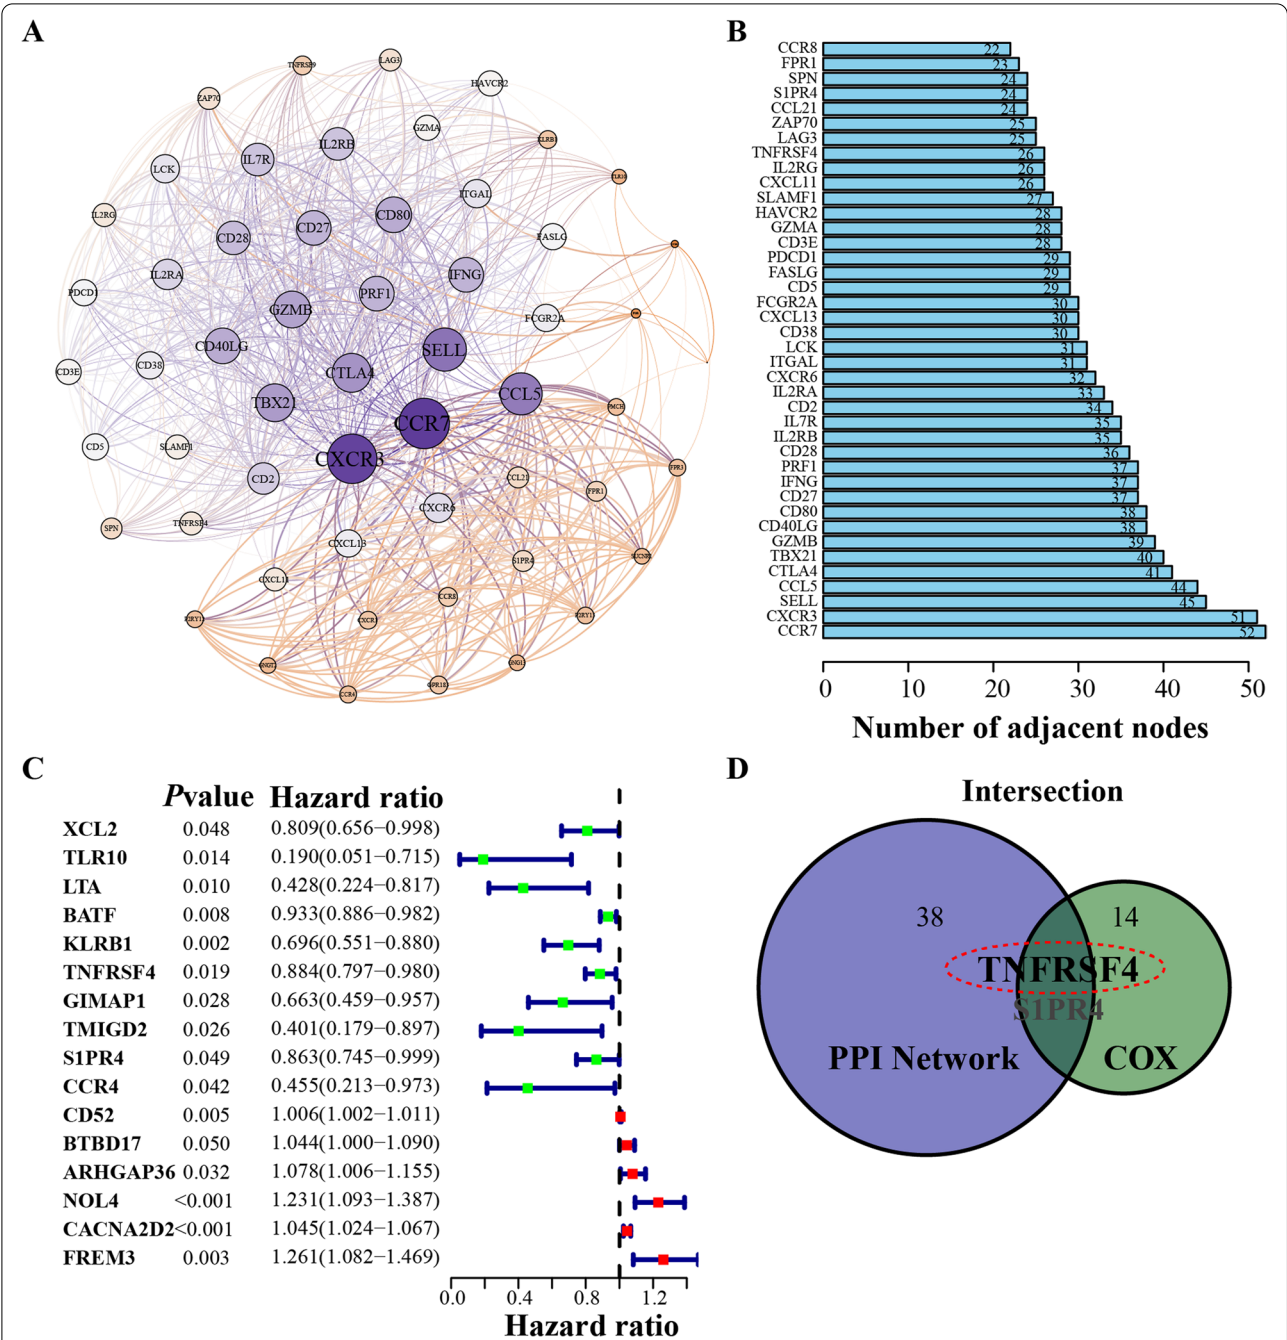 A
TNFRSF9
LAG3
HAVCR2
ZAP70
GZMA
KLRB1
IL2RB
IL7R
LCK
TLR10
ITGAL
IL2RG
CD80
CD27
CD28
FASLG
IL2RA
IFNG
PDCD1
PRF1
GZMB
FCGR2A
CD40LG
SELL
CD38
CD3E
CTLA4
CCL5
TBX21
PMCH
CCR7
CD5
SLAMF1
CXCR3
FPR3
CD2
CCL21
FPR1
CXCR6
SPN
TNFRSF4
CXCL13
SUCNR1
S1PR4
CXCL11
CCR8
CCR4
GPR183
B
CCR8 22
FPR1 23
SPN 24
S1PR4 24
CCL21 24
ZAP70 25
LAG3 25
TNFRSF4 26
IL2RG 26
CXCL11 26
SLAMF1 27
HAVCR2 28
GZMA 28
CD3E 28
PDCD1 29
FASLG 29
CD5 29
FCGR2A 30
CXCL13 30
CD38 30
LCK 31
ITGAL 31
CXCR6 32
IL2RA 33
CD2 34
IL7R 35
IL2RB 35
CD28 36
PRF1 37
IFNG 37
CD27 37
CD80 38
CD40LG 38
GZMB 39
TBX21 40
CTLA4 41
CCL5 44
SELL 45
CXCR3 51
CCR7 52
0 10 20 30 40 50
Number of adjacent nodes
C
Pvalue Hazard ratio
XCL2 0.048 0.809(0.656−0.998)
TLR10 0.014 0.190(0.051−0.715)
LTA 0.010 0.428(0.224−0.817)
BATF 0.008 0.933(0.886−0.982)
KLRB1 0.002 0.696(0.551−0.880)
TNFRSF4 0.019 0.884(0.797−0.980)
GIMAP1 0.028 0.663(0.459−0.957)
TMIGD2 0.026 0.401(0.179−0.897)
S1PR4 0.049 0.863(0.745−0.999)
CCR4 0.042 0.455(0.213−0.973)
CD52 0.005 1.006(1.002−1.011)
BTBD17 0.050 1.044(1.000−1.090)
ARHGAP36 0.032 1.078(1.006−1.155)
NOL4 <0.001 1.231(1.093−1.387)
CACNA2D2 <0.001 1.045(1.024−1.067)
FREM3 0.003 1.261(1.082−1.469)
0.0 0.4 0.8 1.2
Hazard ratio
D
Intersection
38 14
TNFRSF4
S1PR4
PPI Network COX